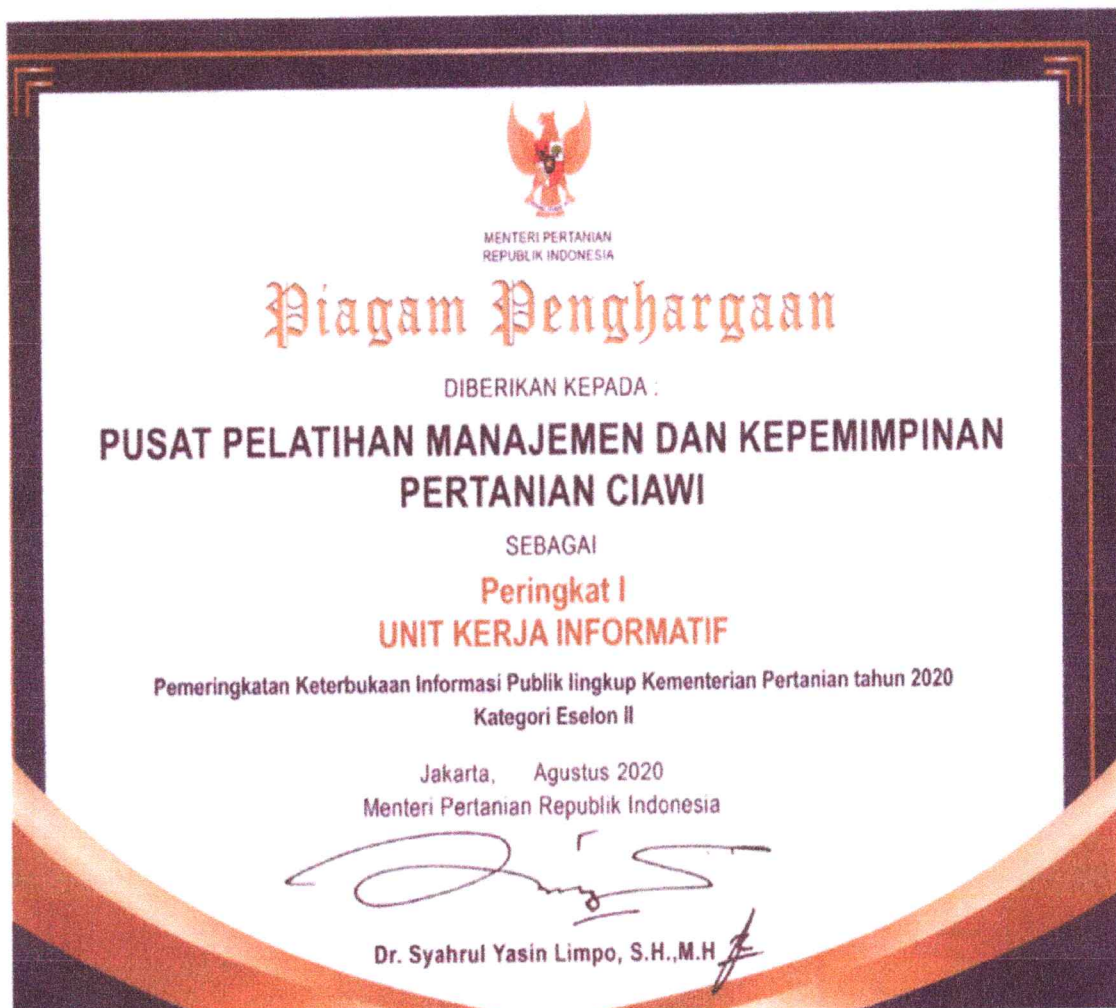 MENTERI PERTANIAN
REPUBLIK INDONESIA
Piagam Penghargaan
DIBERIKAN KEPADA :
PUSAT PELATIHAN MANAJEMEN DAN KEPEMIMPINAN
PERTANIAN CIAWI
SEBAGAI
Peringkat I
UNIT KERJA INFORMATIF
Pemeringkatan Keterbukaan Informasi Publik lingkup Kementerian Pertanian tahun 2020
Kategori Eselon II
Jakarta, Agustus 2020
Menteri Pertanian Republik Indonesia
Dr. Syahrul Yasin Limpo, S.H.,M.H